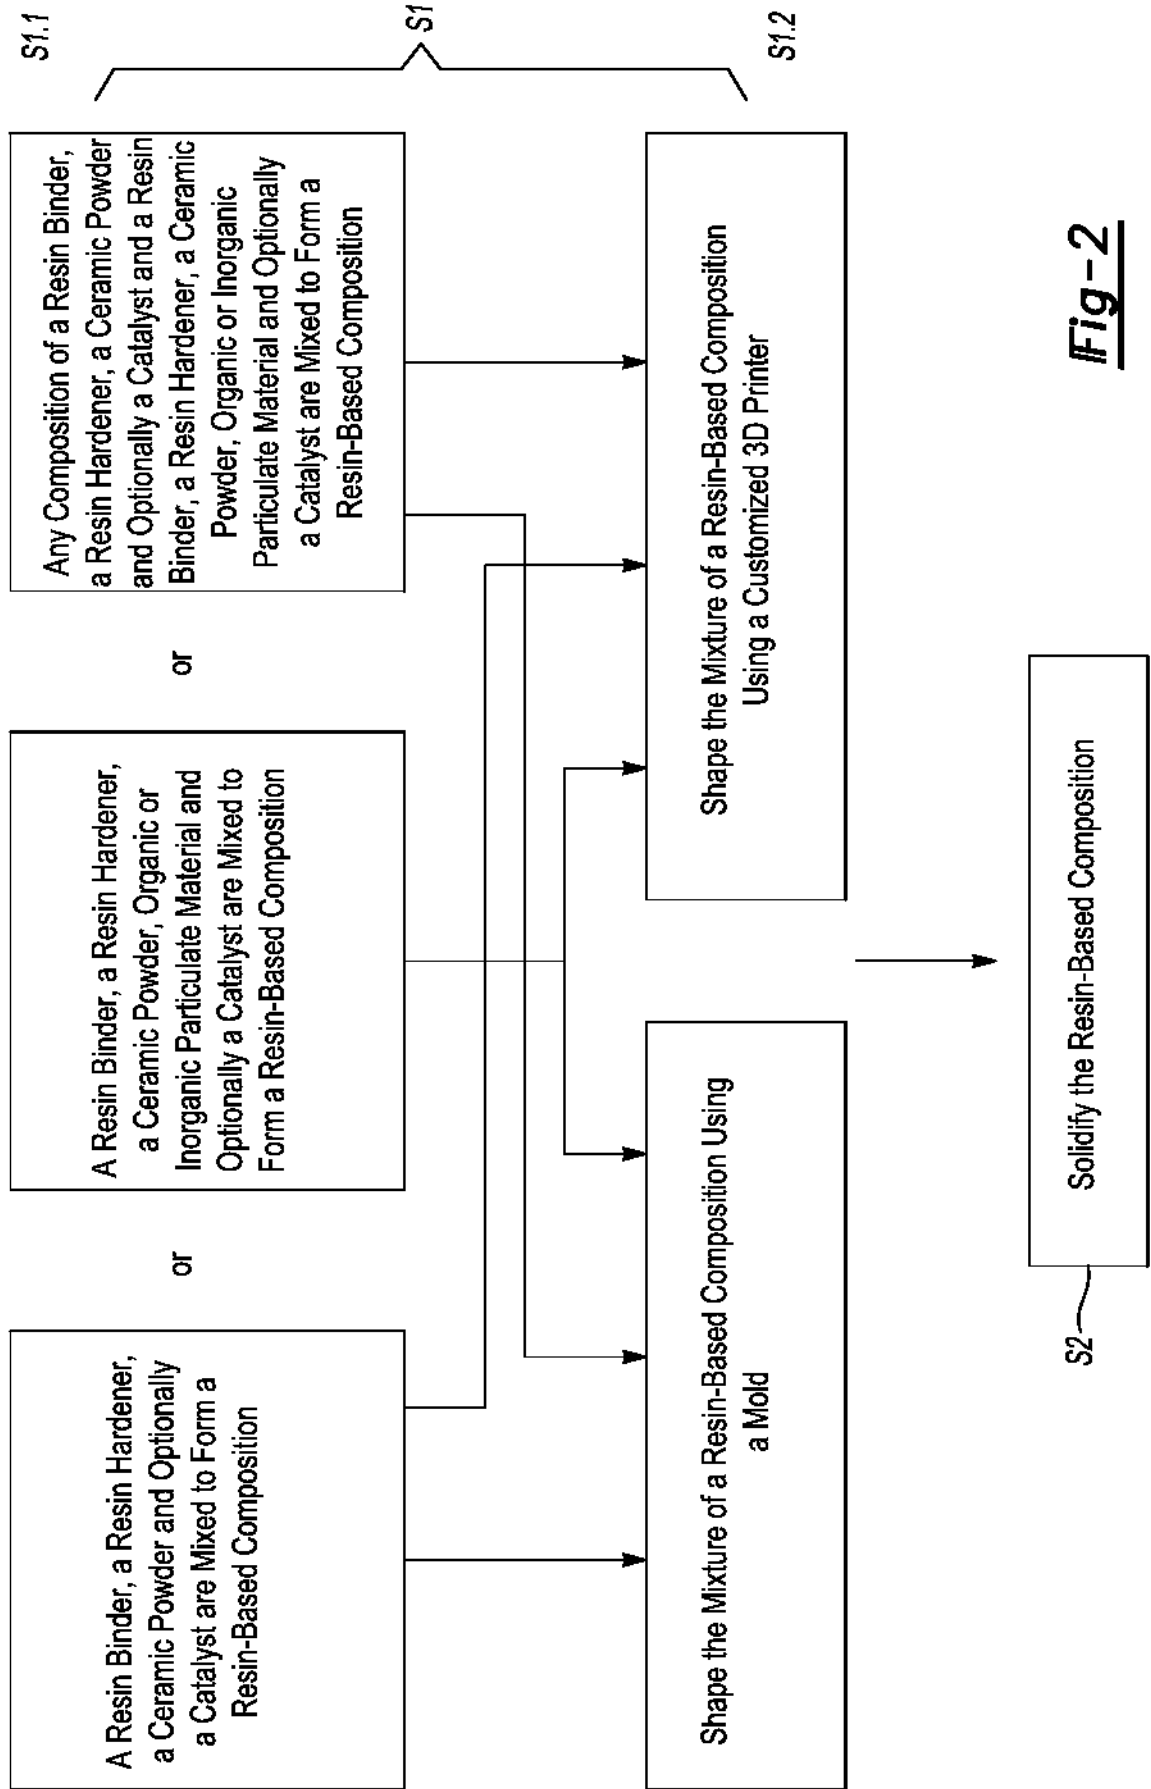 A Resin Binder, a Resin Hardener,
a Ceramic Powder and Optionally
a Catalyst are Mixed to Form a
Resin-Based Composition
or
A Resin Binder, a Resin Hardener,
a Ceramic Powder, Organic or
Inorganic Particulate Material and
Optionally a Catalyst are Mixed to
Form a Resin-Based Composition
or
Any Composition of a Resin Binder,
a Resin Hardener, a Ceramic Powder
and Optionally a Catalyst and a Resin
Binder, a Resin Hardener, a Ceramic
Powder, Organic or Inorganic
Particulate Material and Optionally
a Catalyst are Mixed to Form a
Resin-Based Composition
S1.1
S1
Shape the Mixture of a Resin-Based Composition Using
a Mold
Shape the Mixture of a Resin-Based Composition
Using a Customized 3D Printer
S1.2
S2
Solidify the Resin-Based Composition
Fig-2